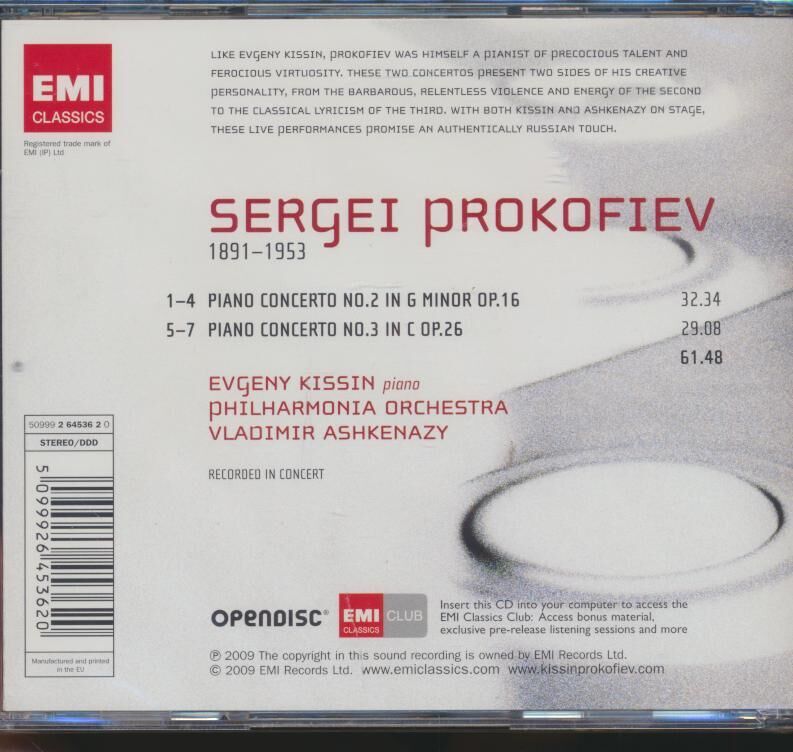 EMI
CLASSICS
Registered trade mark of
EMI (IP) Ltd
LIKE EVGENY KISSIN, PROKOFIEV WAS HIMSELF A PIANIST OF PRECOCIOUS TALENT AND
FEROCIOUS VIRTUOSITY. THESE TWO CONCERTOS PRESENT TWO SIDES OF HIS CREATIVE
PERSONALITY, FROM THE BARBAROUS, RELENTLESS VIOLENCE AND ENERGY OF THE SECOND
TO THE CLASSICAL LYRICISM OF THE THIRD. WITH BOTH KISSIN AND ASHKENAZY ON STAGE,
THESE LIVE PERFORMANCES PROMISE AN AUTHENTICALLY RUSSIAN TOUCH.
SERGEI PROKOFIEV
1891–1953
1–4 PIANO CONCERTO NO.2 IN G MINOR OP.16 32.34
5–7 PIANO CONCERTO NO.3 IN C OP.26 29.08
61.48
EVGENY KISSIN piano
PHILHARMONIA ORCHESTRA
VLADIMIR ASHKENAZY
RECORDED IN CONCERT
50999 2 64536 2 0
STEREO/DDD
5 099926 453620
Manufactured and printed
in the EU
OPENDISC®
EMI
CLASSICS
CLUB
Insert this CD into your computer to access the
EMI Classics Club: Access bonus material,
exclusive pre-release listening sessions and more
℗ 2009 The copyright in this sound recording is owned by EMI Records Ltd.
© 2009 EMI Records Ltd. www.emiclassics.com www.kissinprokofiev.com